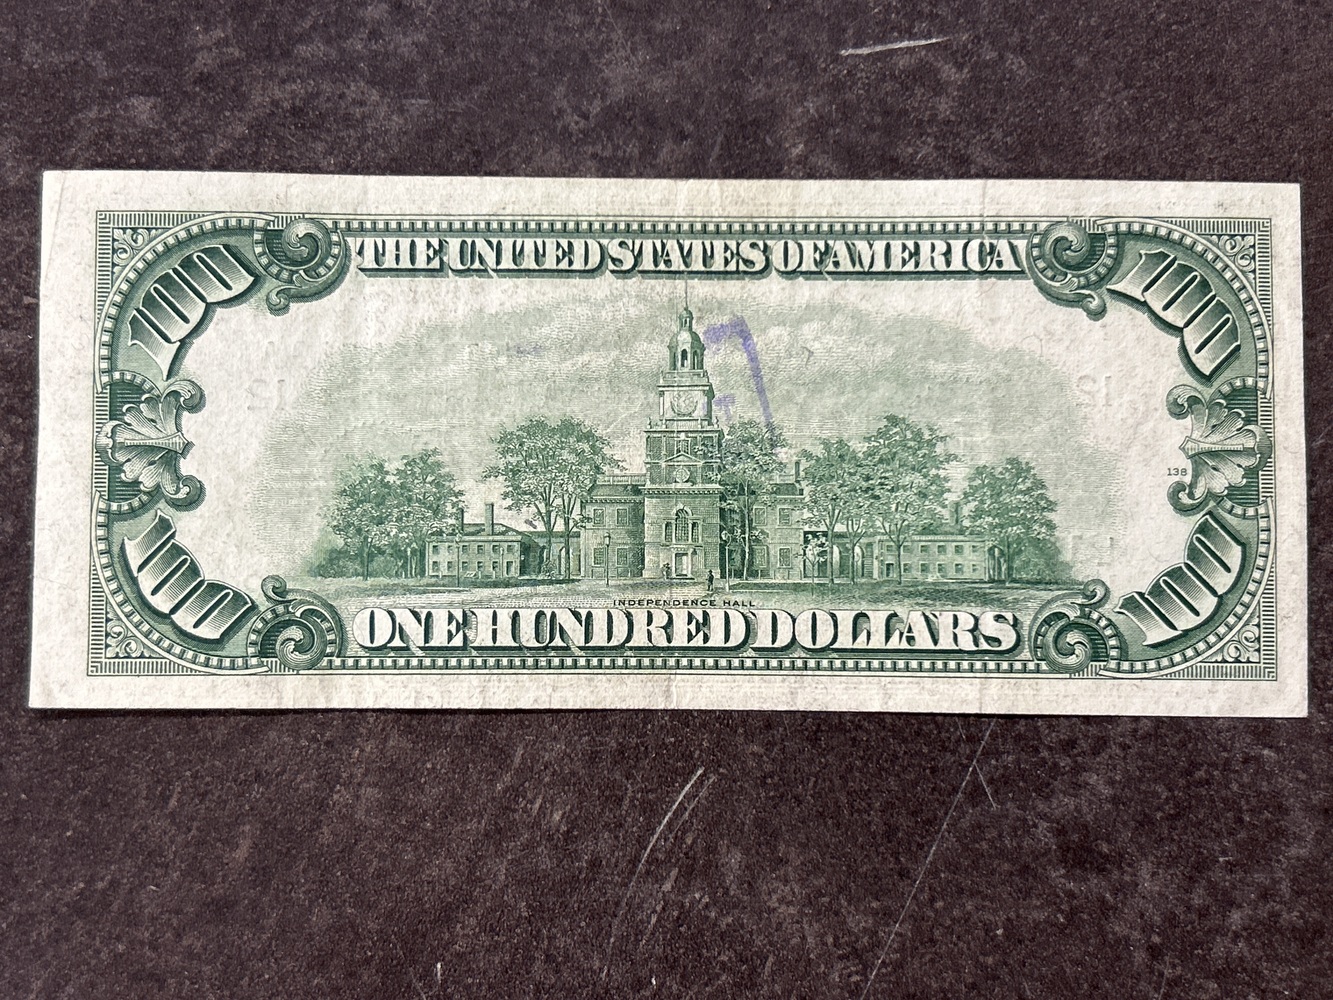 100 THE UNITED STATES OF AMERICA 100
138
INDEPENDENCE HALL
100 ONE HUNDRED DOLLARS 100